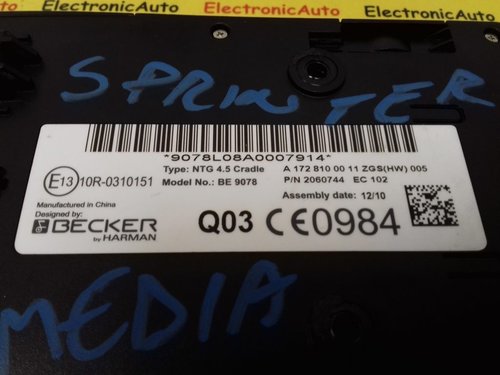 ElectronicAuto ElectronicAuto ElectronicAuto
SPRINTER
*9078L08A0007914*
Type: NTG 4.5 Cradle A 172 810 00 11 ZGS(HW) 005
E13 10R-0310151 Model No.: BE 9078 P/N 2060744 EC 102
Manufactured in China Assembly date: 12/10
Designed by:
BECKER
by HARMAN
Q03 CE0984
MEDIA